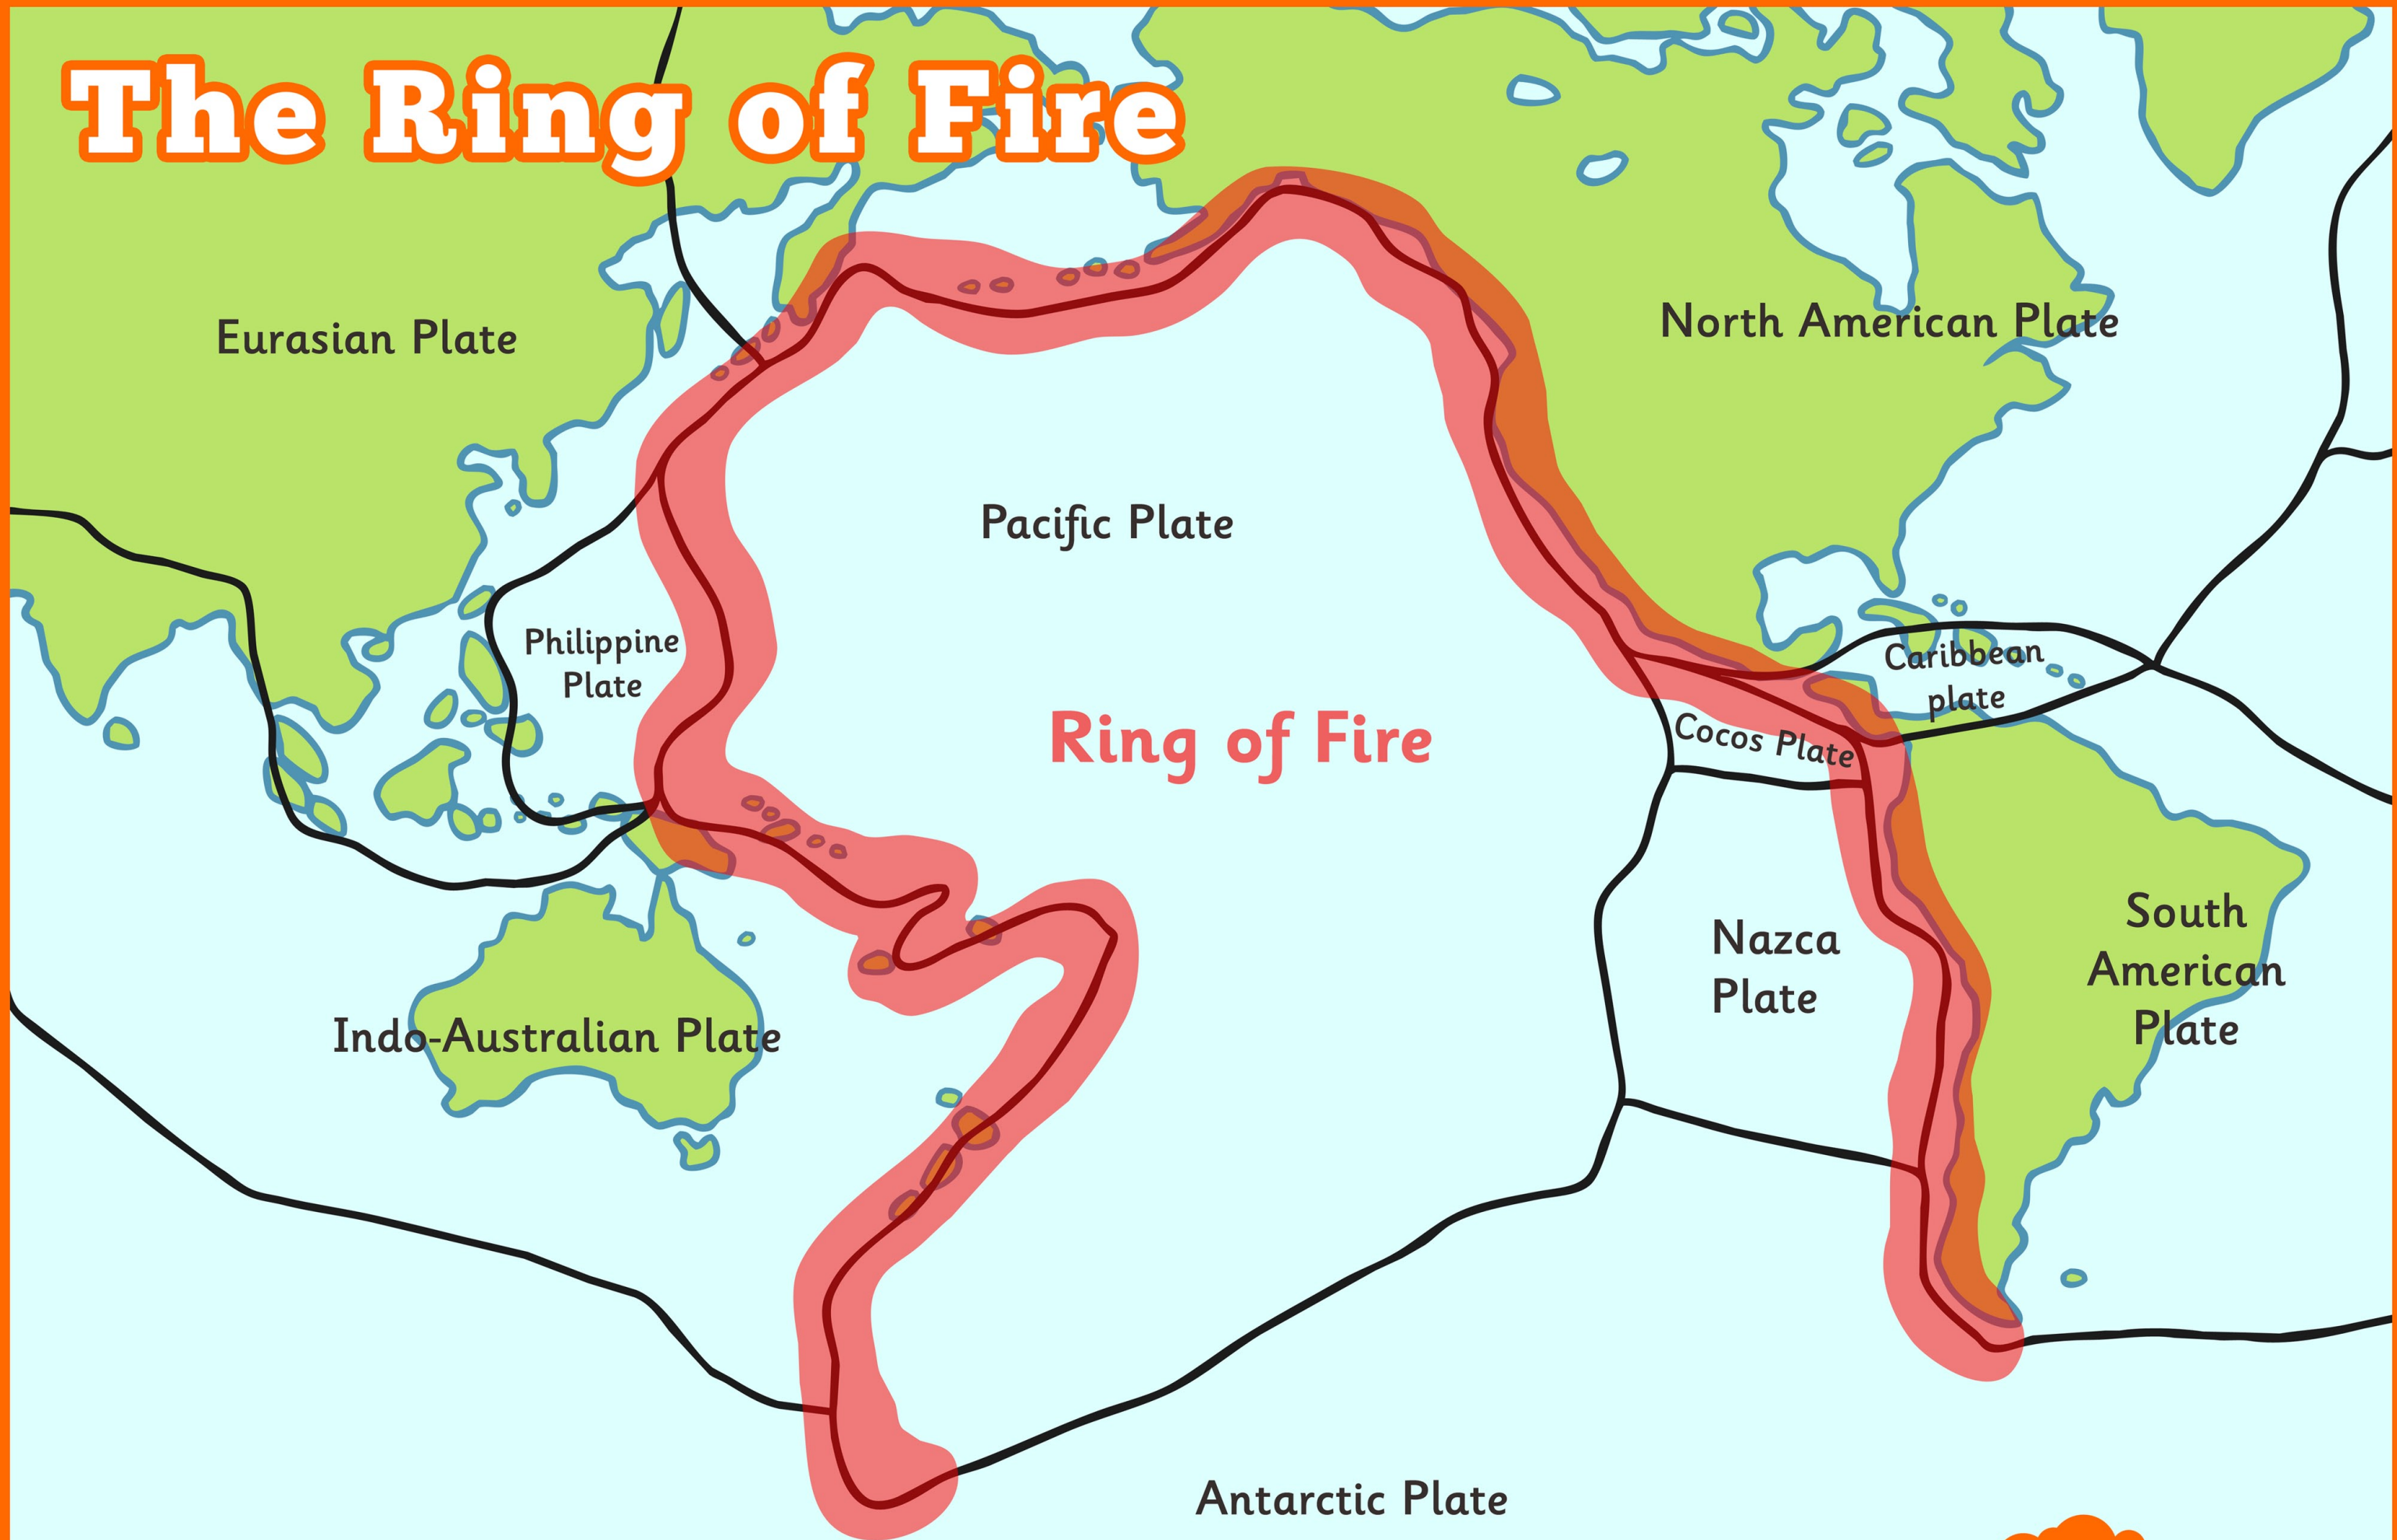 The Ring of Fire
Eurasian Plate
North American Plate
Pacific Plate
Philippine
Plate
Caribbean
plate
Ring of Fire
Cocos Plate
Nazca
Plate
South
American
Plate
Indo-Australian Plate
Antarctic Plate